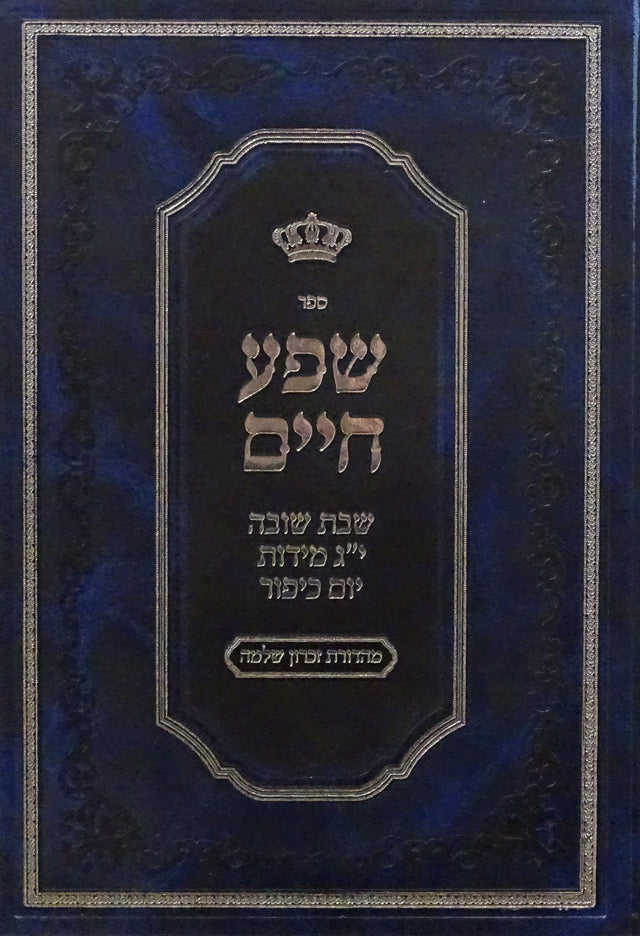 ספר
שפע
חיים
שבת שובה
י"ג מידות
יום כיפור
מהדורת זכרון שלמה